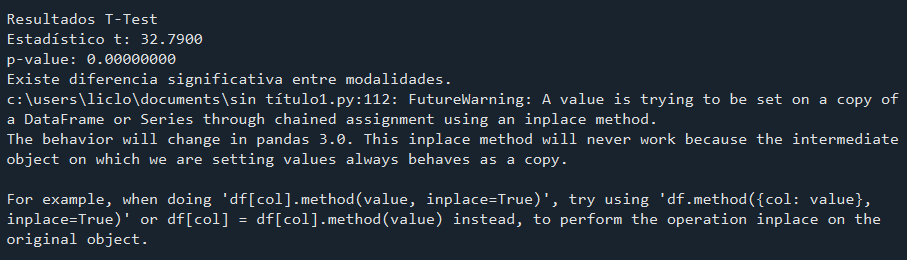 Resultados T-Test
Estadístico t: 32.7900
p-value: 0.00000000
Existe diferencia significativa entre modalidades.
c:\users\liclo\documents\sin título1.py:112: FutureWarning: A value is trying to be set on a copy of
a DataFrame or Series through chained assignment using an inplace method.
The behavior will change in pandas 3.0. This inplace method will never work because the intermediate
object on which we are setting values always behaves as a copy.

For example, when doing 'df[col].method(value, inplace=True)', try using 'df.method({col: value},
inplace=True)' or df[col] = df[col].method(value) instead, to perform the operation inplace on the
original object.